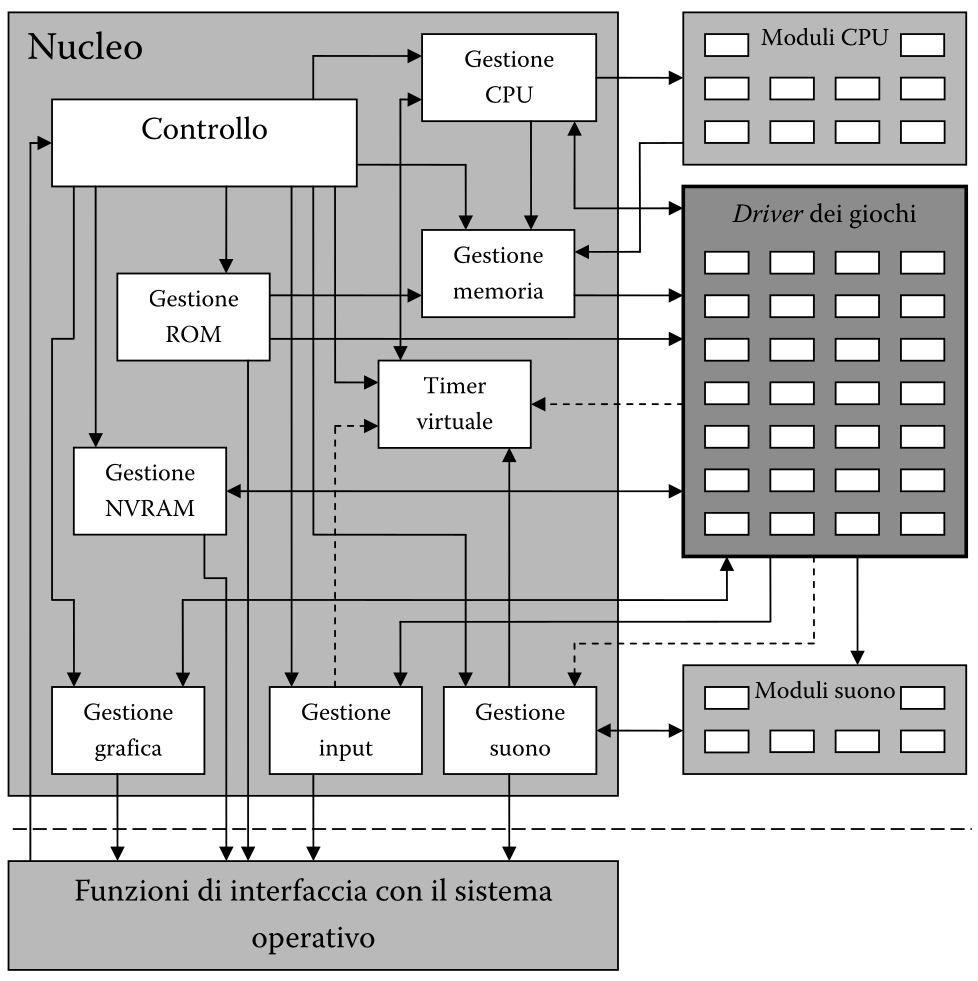 Nucleo
Controllo
Gestione
CPU
Moduli CPU
Driver dei giochi
Gestione
memoria
Gestione
ROM
Timer
virtuale
Gestione
NVRAM
Gestione
grafica
Gestione
input
Gestione
suono
Moduli suono
Funzioni di interfaccia con il sistema
operativo